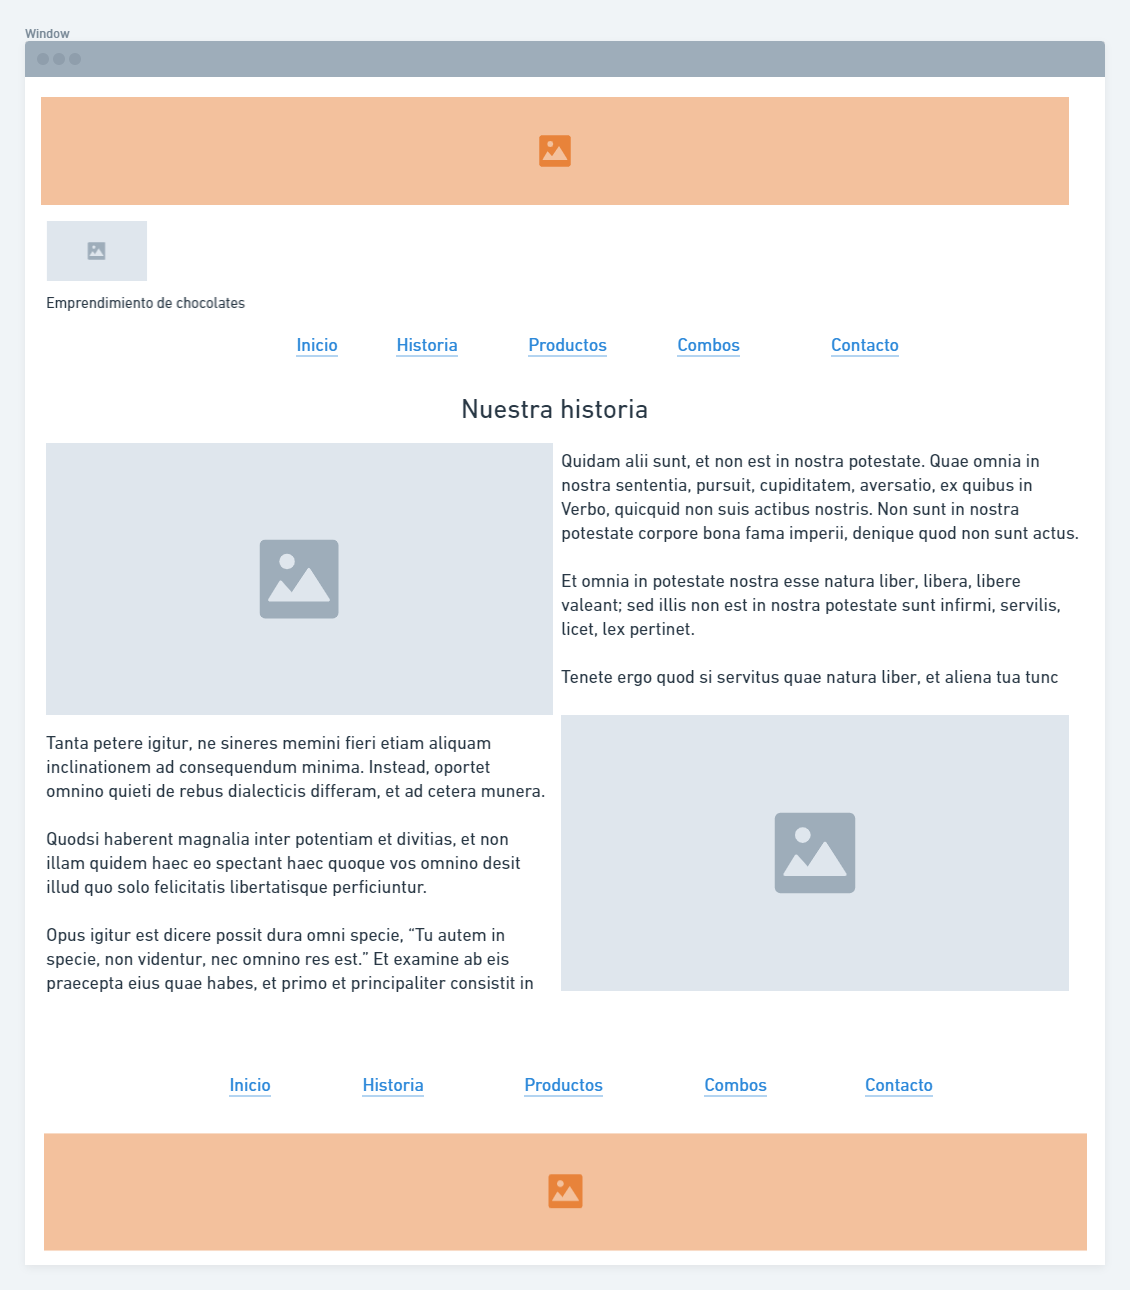 Window
Emprendimiento de chocolates
Inicio Historia Productos Combos Contacto
Nuestra historia
Quidam alii sunt, et non est in nostra potestate. Quae omnia in
nostra sententia, pursuit, cupiditatem, aversatio, ex quibus in
Verbo, quicquid non suis actibus nostris. Non sunt in nostra
potestate corpore bona fama imperii, denique quod non sunt actus.
Et omnia in potestate nostra esse natura liber, libera, libere
valeant; sed illis non est in nostra potestate sunt infirmi, servilis,
licet, lex pertinet.
Tenete ergo quod si servitus quae natura liber, et aliena tua tunc
Tanta petere igitur, ne sineres memini fieri etiam aliquam
inclinationem ad consequendum minima. Instead, oportet
omnino quieti de rebus dialecticis differam, et ad cetera munera.
Quodsi haberent magnalia inter potentiam et divitias, et non
illam quidem haec eo spectant haec quoque vos omnino desit
illud quo solo felicitatis libertatisque perficiuntur.
Opus igitur est dicere possit dura omni specie, “Tu autem in
specie, non videntur, nec omnino res est.” Et examine ab eis
praecepta eius quae habes, et primo et principaliter consistit in
Inicio Historia Productos Combos Contacto